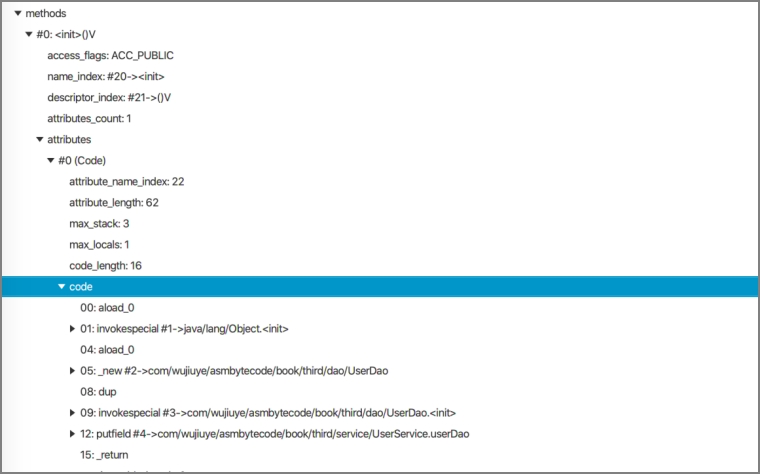 methods
#0: <init>()V
access_flags: ACC_PUBLIC
name_index: #20-><init>
descriptor_index: #21->()V
attributes_count: 1
attributes
#0 (Code)
attribute_name_index: 22
attribute_length: 62
max_stack: 3
max_locals: 1
code_length: 16
code
00: aload_0
01: invokespecial #1->java/lang/Object.<init>
04: aload_0
05: _new #2->com/wujiuye/asmbytecode/book/third/dao/UserDao
08: dup
09: invokespecial #3->com/wujiuye/asmbytecode/book/third/dao/UserDao.<init>
12: putfield #4->com/wujiuye/asmbytecode/book/third/service/UserService.userDao
15: _return